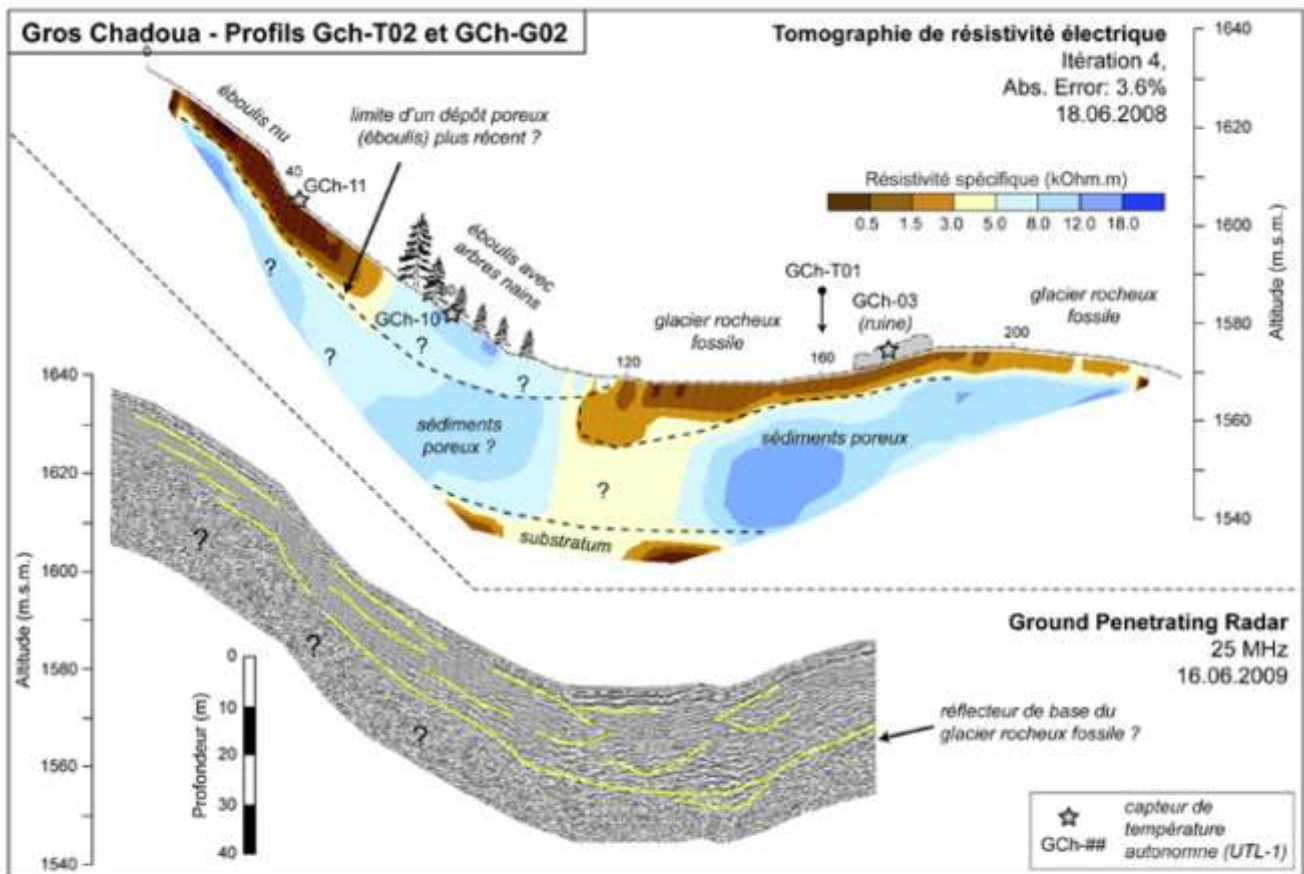 Gros Chadoua - Profils Gch-T02 et GCh-G02
Tomographie de résistivité électrique
Itération 4,
Abs. Error: 3.6%
18.06.2008
Résistivité spécifique (kOhm.m)
0.5 1.5 3.0 5.0 8.0 12.0 18.0
1640
1620
1600
1580
1560
1540
Altitude (m.s.m.)
0
éboulis nu
limite d'un dépôt poreux
(éboulis) plus récent ?
40
GCh-11
éboulis avec
arbres nains
GCh-10
?
?
?
?
?
GCh-T01
GCh-03
(ruine)
glacier rocheux
fossile
glacier rocheux
fossile
120
160
200
sédiments
poreux ?
sédiments poreux
?
substratum
1640
1620
1600
1580
1560
1540
Altitude (m.s.m.)
?
?
?
Profondeur (m)
0
10
20
30
40
Ground Penetrating Radar
25 MHz
16.06.2009
réflecteur de base du
glacier rocheux fossile ?
GCh-##
capteur de
température
autonomne (UTL-1)